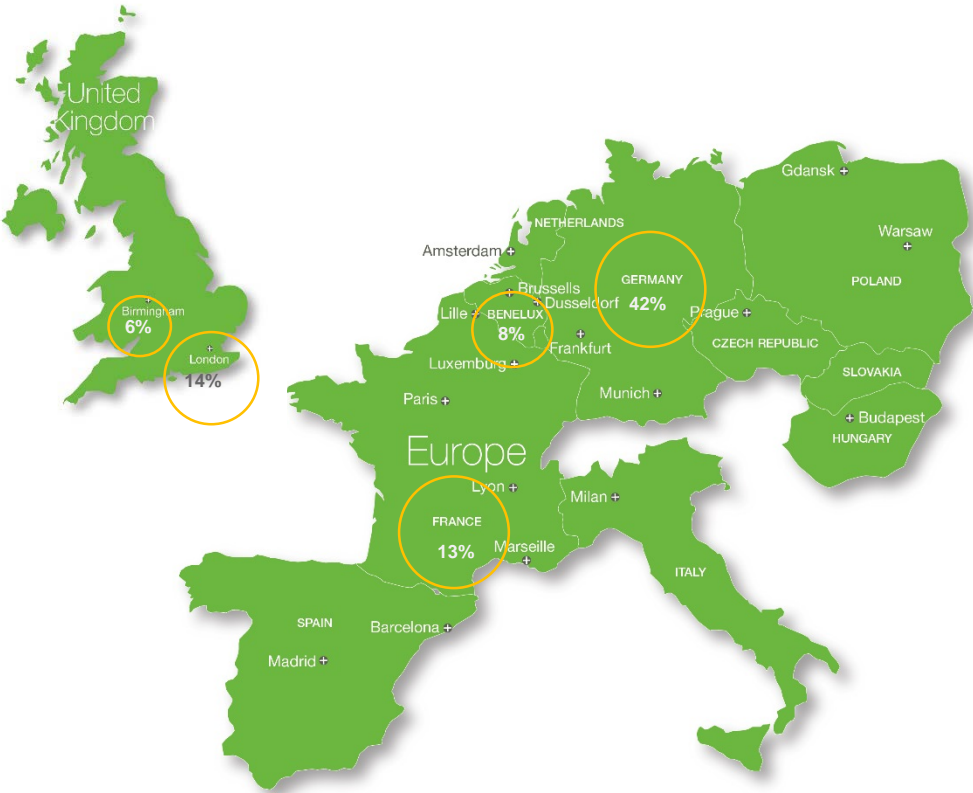 United
Kingdom
Birmingham
6%
London
14%
Gdansk
Warsaw
POLAND
NETHERLANDS
Amsterdam
GERMANY
42%
Brussells
Dusseldorf
Lille
BENELUX
8%
Prague
CZECH REPUBLIC
Frankfurt
Luxemburg
SLOVAKIA
Munich
Paris
Budapest
HUNGARY
Europe
Lyon
Milan
FRANCE
13%
Marseille
ITALY
SPAIN
Barcelona
Madrid